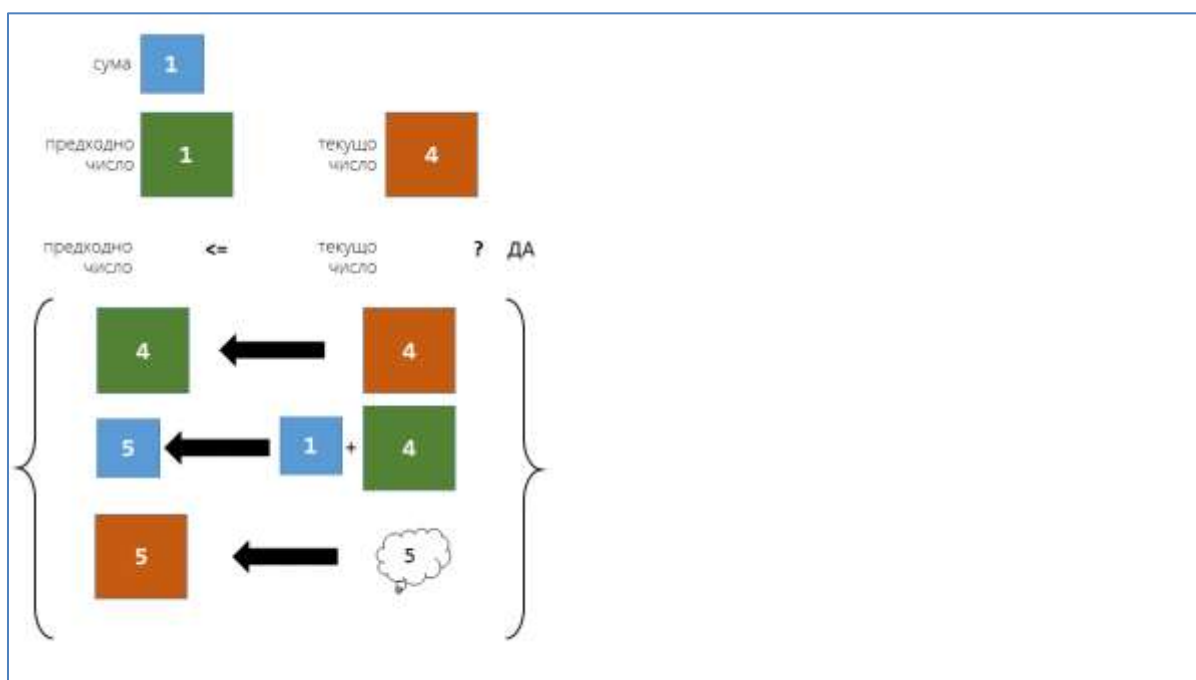 сума 1
предходно число 1 текущо число 4
предходно число <= текущо число ? ДА
4 4
5 1 + 4
5 5